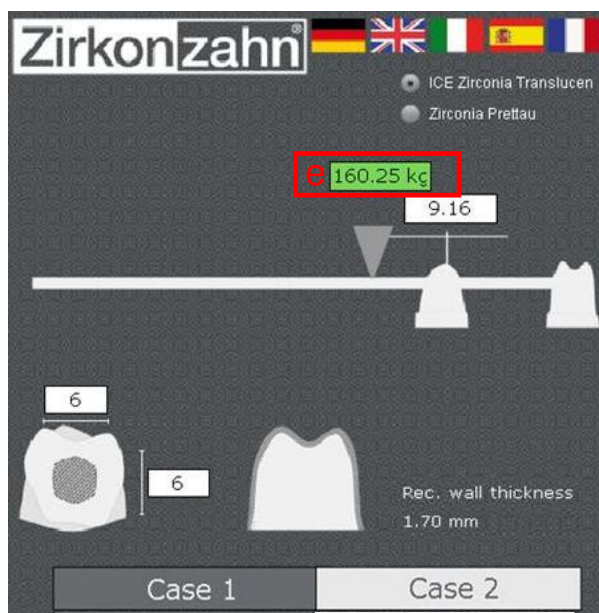 Zirkonzahn®
ICE Zirconia Translucen
Zirconia Prettau
e 160.25 kg
9.16
6
6
Rec. wall thickness
1.70 mm
Case 1 Case 2